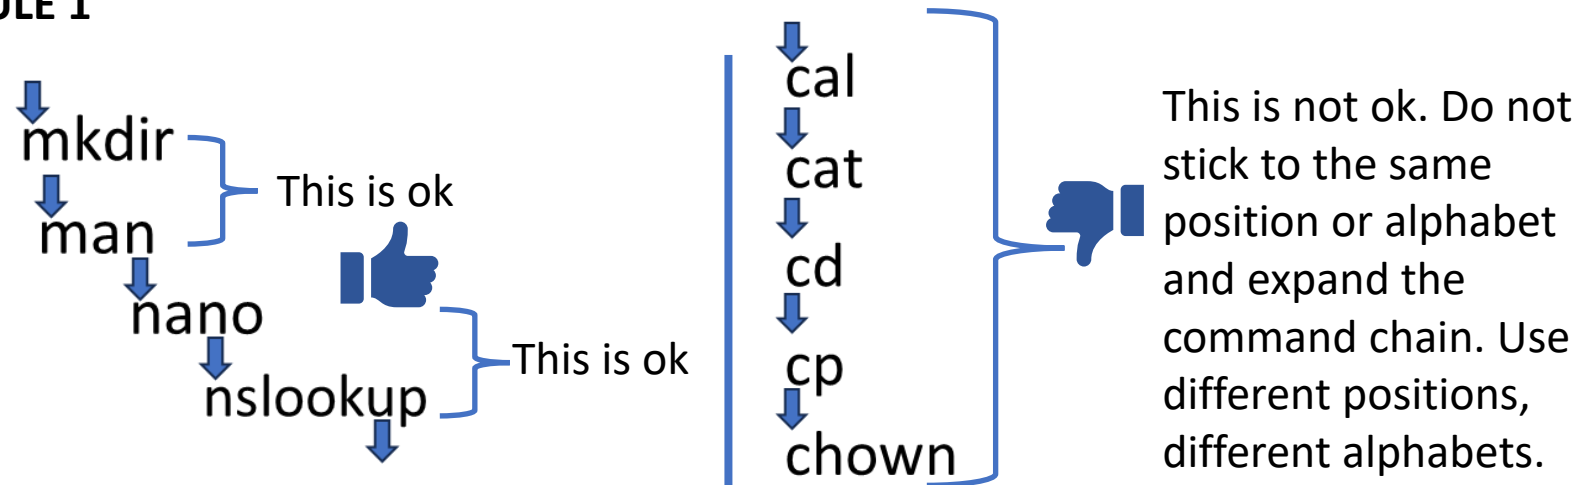 ULE 1
mkdir
This is ok
man
nano
This is ok
nslookup
cal
cat
cd
cp
chown
This is not ok. Do not
stick to the same
position or alphabet
and expand the
command chain. Use
different positions,
different alphabets.